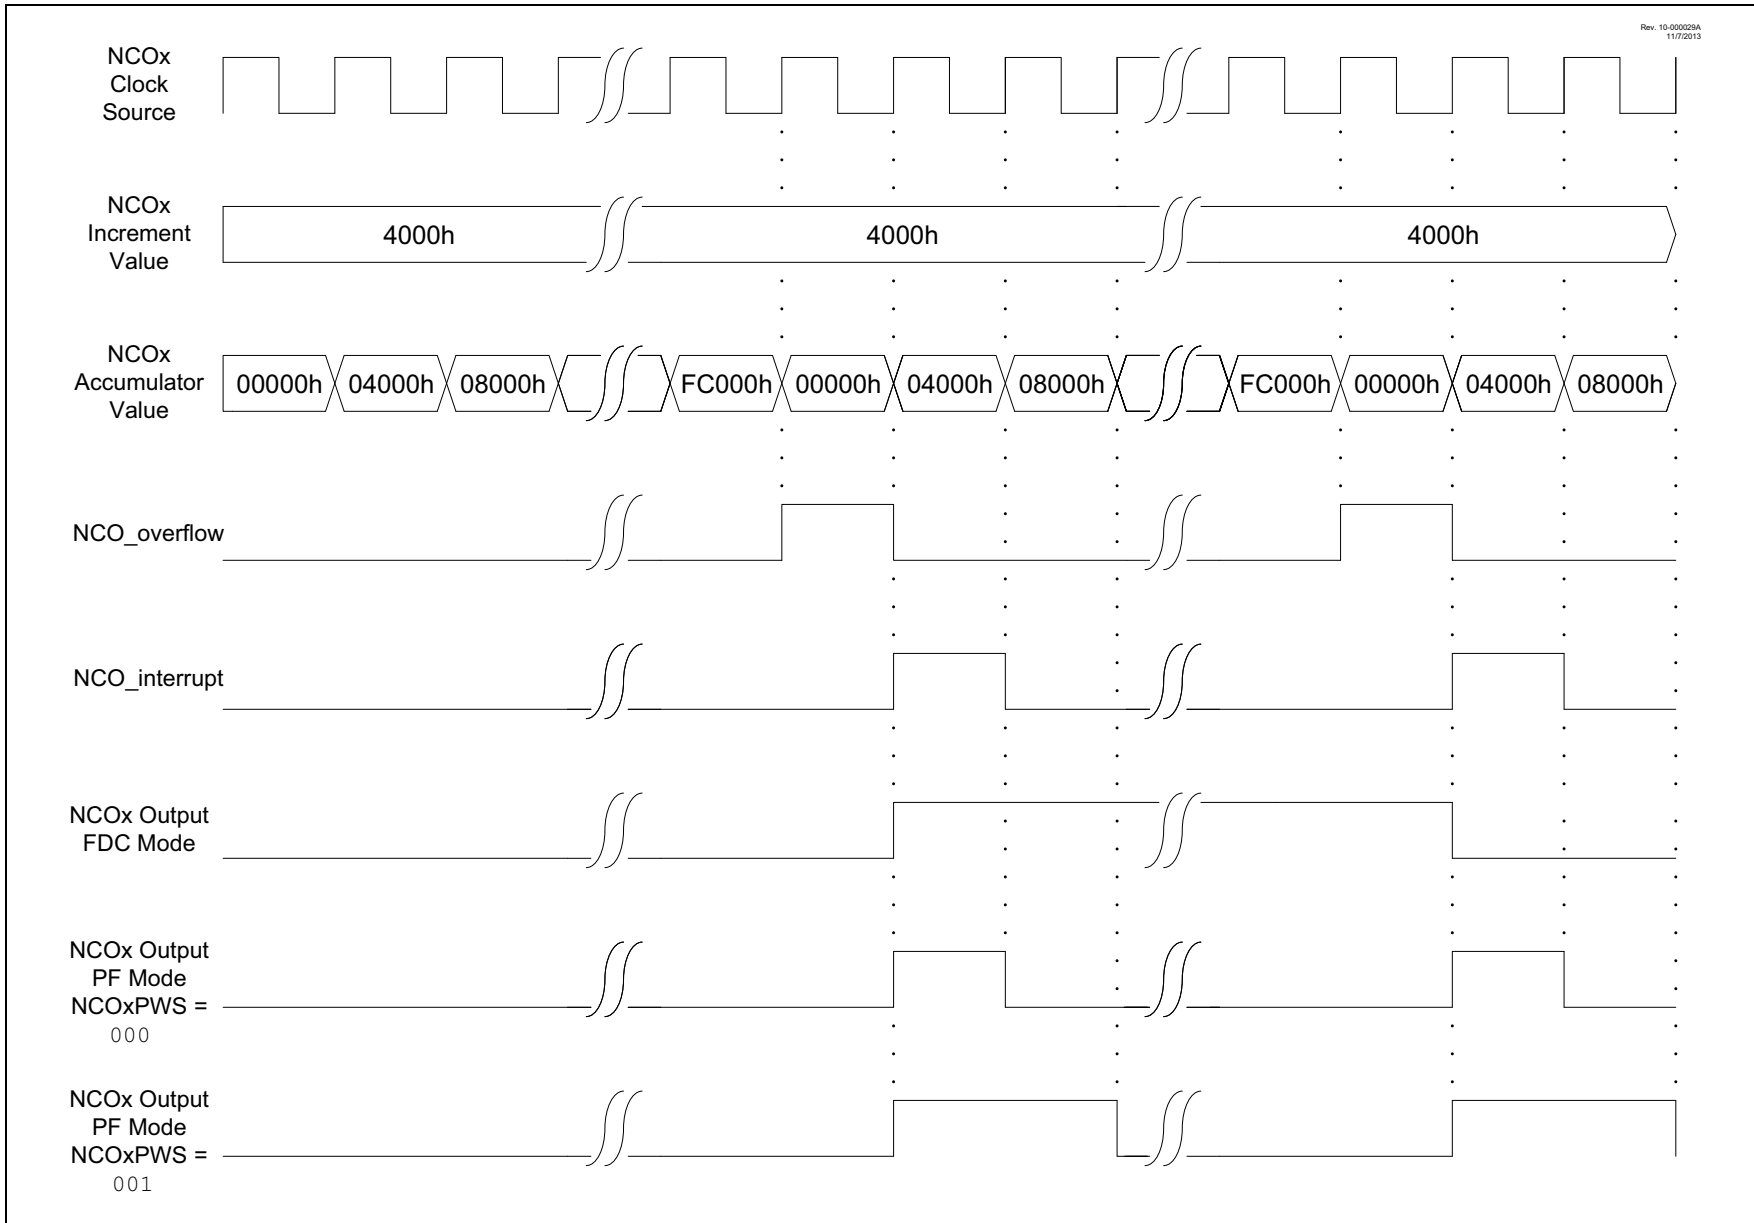 Rev. 10-000029A
11/7/2013
NCOx
Clock
Source
NCOx
Increment
Value
4000h
4000h
4000h
NCOx
Accumulator
Value
00000h
04000h
08000h
FC000h
00000h
04000h
08000h
FC000h
00000h
04000h
08000h
NCO_overflow
NCO_interrupt
NCOx Output
FDC Mode
NCOx Output
PF Mode
NCOxPWS =
000
NCOx Output
PF Mode
NCOxPWS =
001